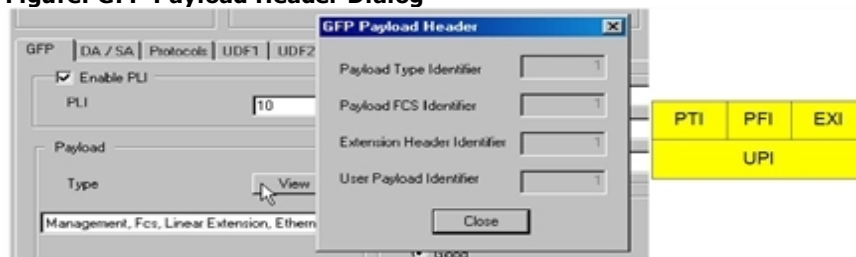 Figure: GFP Payload Header Dialog
GFP Payload Header
GFP DA / SA Protocols UDF1 UDF2
Enable PLI
PLI 10
Payload Type Identifier 1
Payload FCS Identifier 1
Extension Header Identifier 1
User Payload Identifier 1
Close
Payload
Type View
Management, Fcs, Linear Extension, Ethern
Good
PTI PFI EXI
UPI